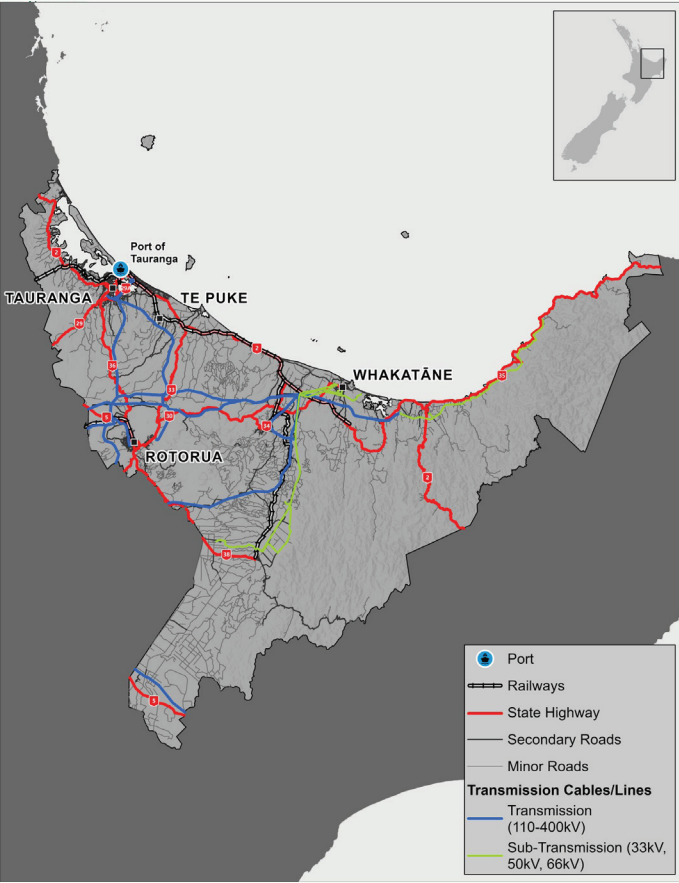 Port of
Tauranga
2
TAURANGA
TE PUKE
29
2
36
WHAKATĀNE
35
33
5
30
34
ROTORUA
2
38
5
Port
Railways
State Highway
Secondary Roads
Minor Roads
Transmission Cables/Lines
Transmission
(110-400kV)
Sub-Transmission (33kV,
50kV, 66kV)